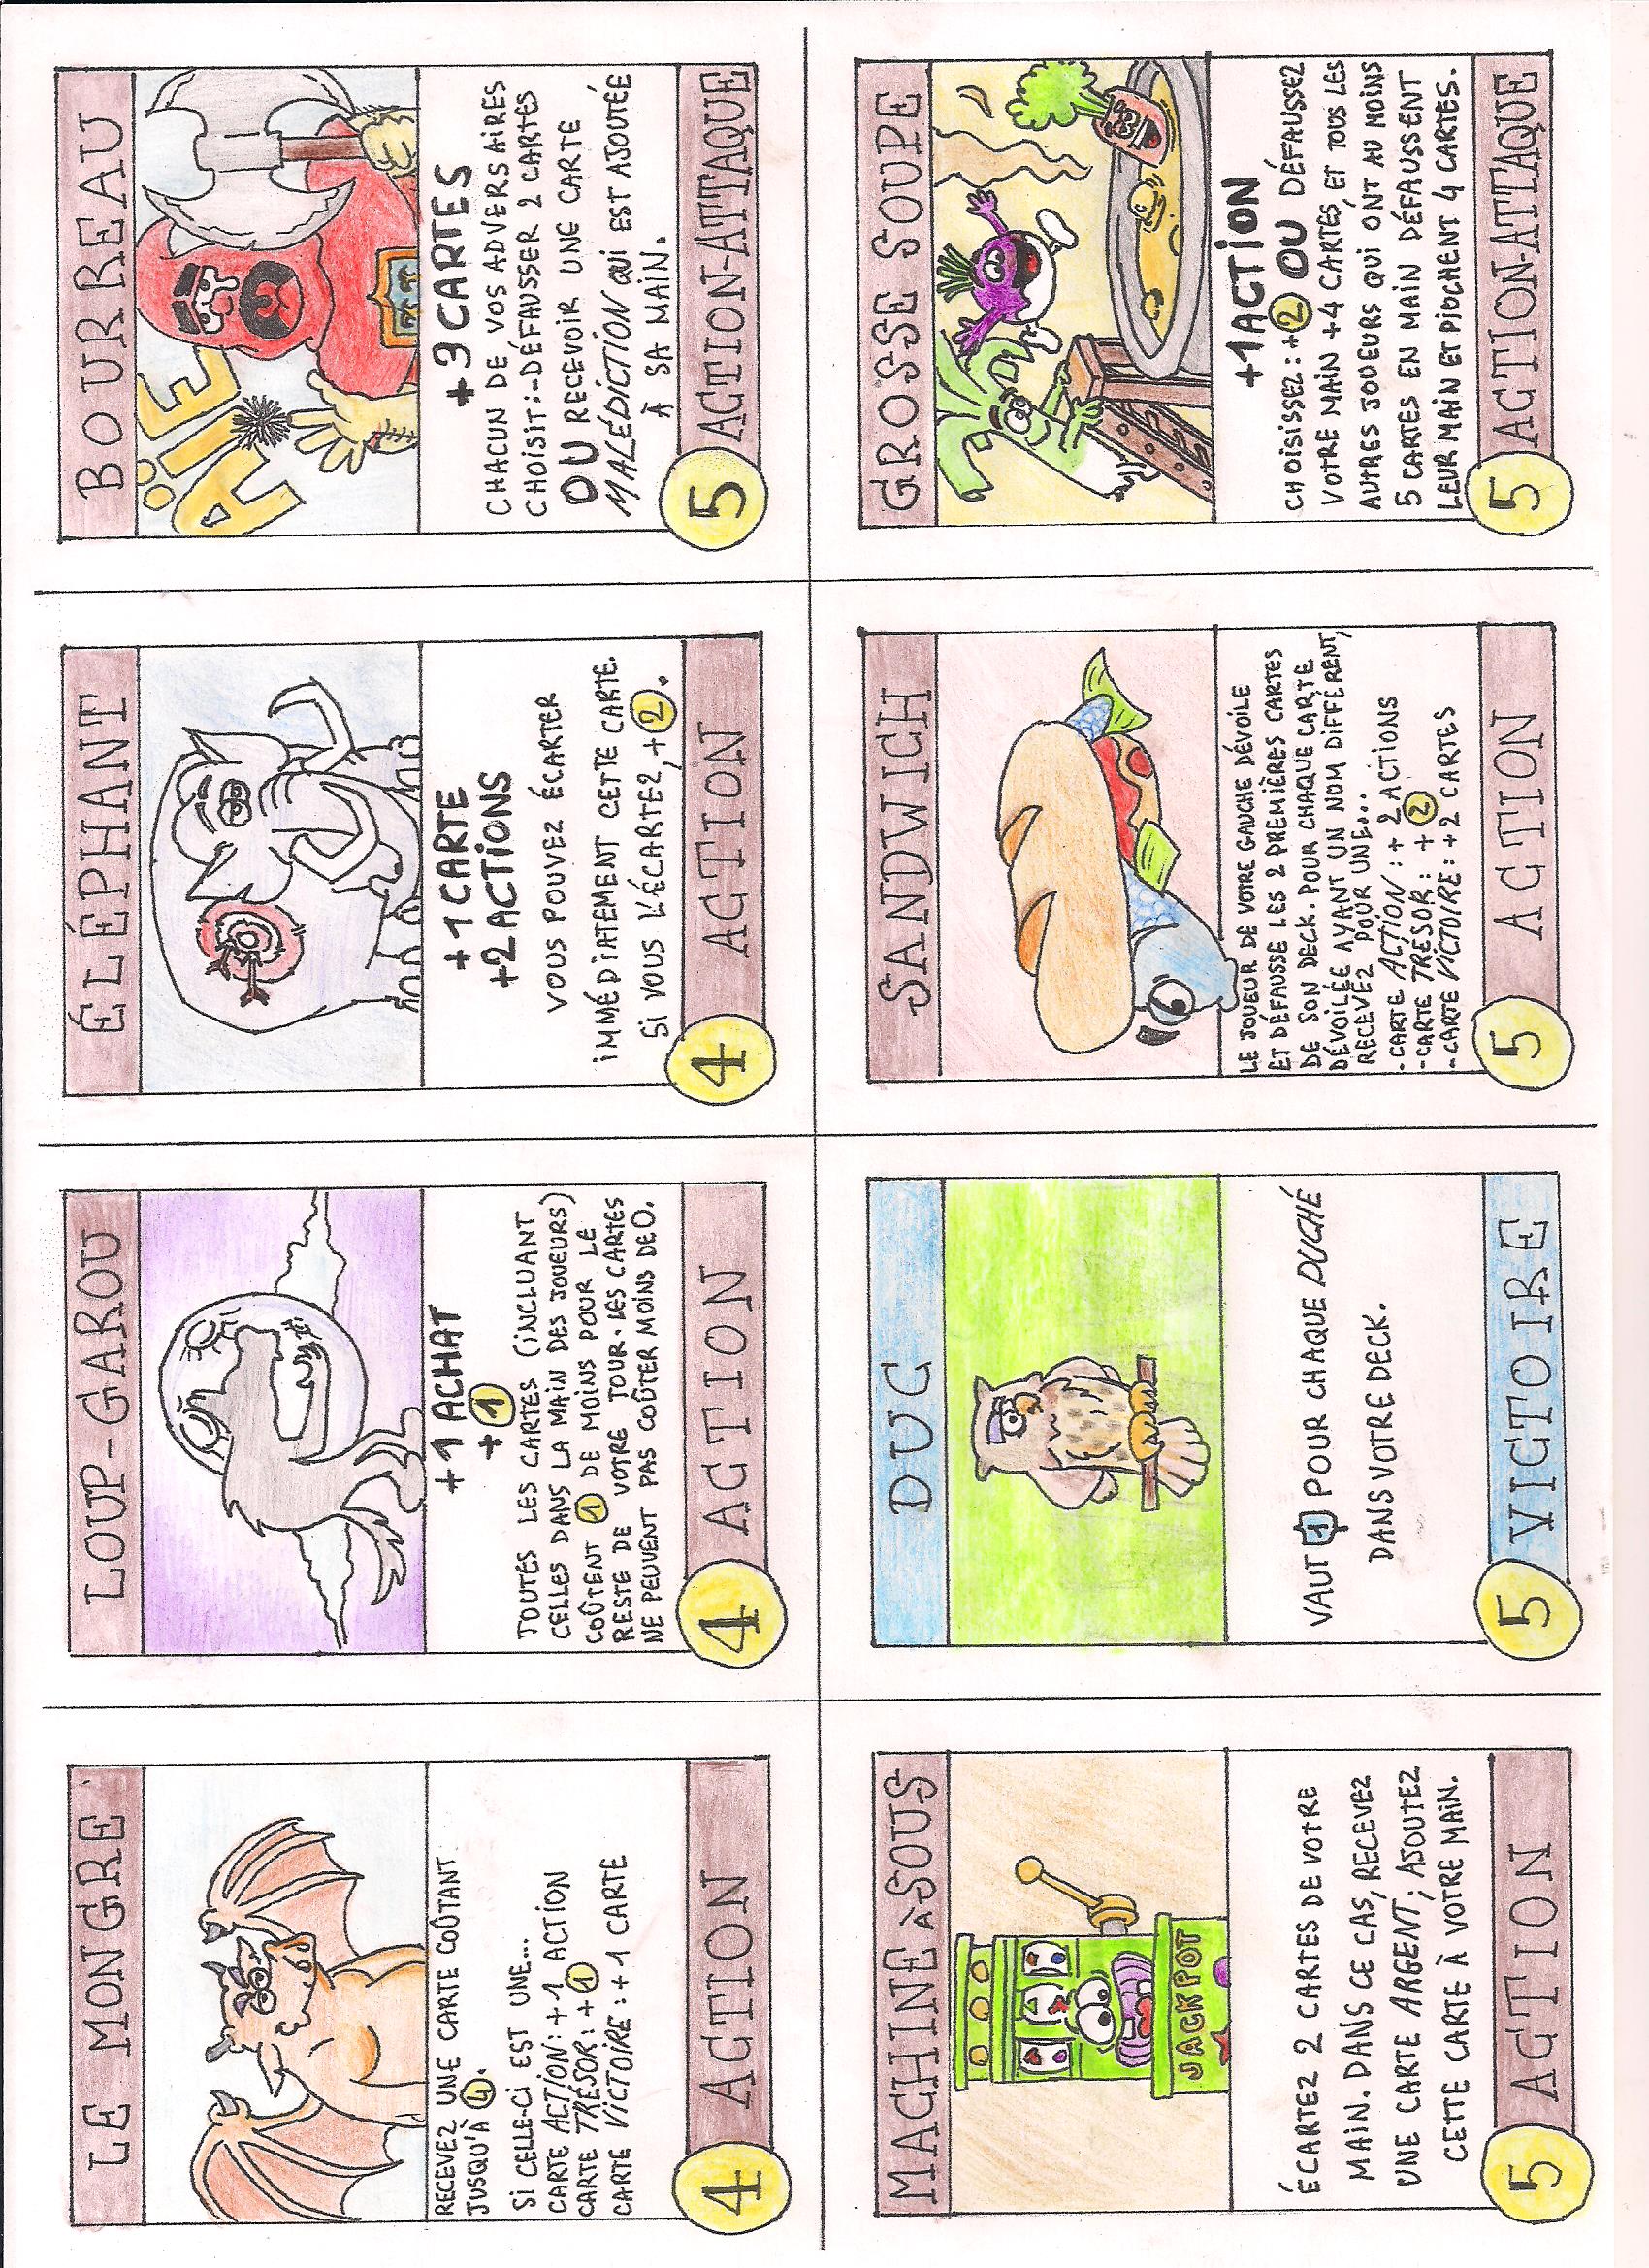 LE MONGRE
RECEVEZ UNE CARTE COÛTANT
JUSQU'À 4.
SI CELLE-CI EST UNE...
CARTE ACTION: +1 ACTION
CARTE TRÉSOR: +1
CARTE VICTOIRE: +1 CARTE
4 ACTION
LOUP-GAROU
+1 ACHAT
+1
TOUTES LES CARTES (INCLUANT
CELLES DANS LA MAIN DES JOUEURS)
COÛTENT 1 DE MOINS POUR LE
RESTE DE VOTRE TOUR. LES CARTES
NE PEUVENT PAS COÛTER MOINS DE 0.
4 ACTION
ÉLÉPHANT
+1 CARTE
+2 ACTIONS
VOUS POUVEZ ÉCARTER
IMMÉDIATEMENT CETTE CARTE.
SI VOUS L'ÉCARTEZ, +2.
4 ACTION
BOURREAU
AÏE
+3 CARTES
CHACUN DE VOS ADVERSAIRES
CHOISIT:-DÉFAUSSER 2 CARTES
OU RECEVOIR UNE CARTE
MALÉDICTION QUI EST AJOUTÉE
À SA MAIN.
5 ACTION-ATTAQUE
MACHINE À SOUS
JACKPOT
ÉCARTEZ 2 CARTES DE VOTRE
MAIN. DANS CE CAS, RECEVEZ
UNE CARTE ARGENT; AJOUTEZ
CETTE CARTE À VOTRE MAIN.
5 ACTION
DUC
VAUT 1 POUR CHAQUE DUCHÉ
DANS VOTRE DECK.
5 VICTOIRE
SANDWICH
LE JOUEUR DE VOTRE GAUCHE DÉVOILE
ET DÉFAUSSE LES 2 PREMIÈRES CARTES
DE SON DECK. POUR CHAQUE CARTE
DÉVOILÉE AYANT UN NOM DIFFÉRENT,
RECEVEZ POUR UNE...
-CARTE ACTION: +2 ACTIONS
-CARTE TRÉSOR: +2
-CARTE VICTOIRE: +2 CARTES
5 ACTION
GROSSE SOUPE
+1 ACTION
CHOISISSEZ: +2 OU DÉFAUSSEZ
VOTRE MAIN +4 CARTES ET TOUS LES
AUTRES JOUEURS QUI ONT AU MOINS
5 CARTES EN MAIN DÉFAUSSENT
LEUR MAIN ET PIOCHENT 4 CARTES.
5 ACTION-ATTAQUE